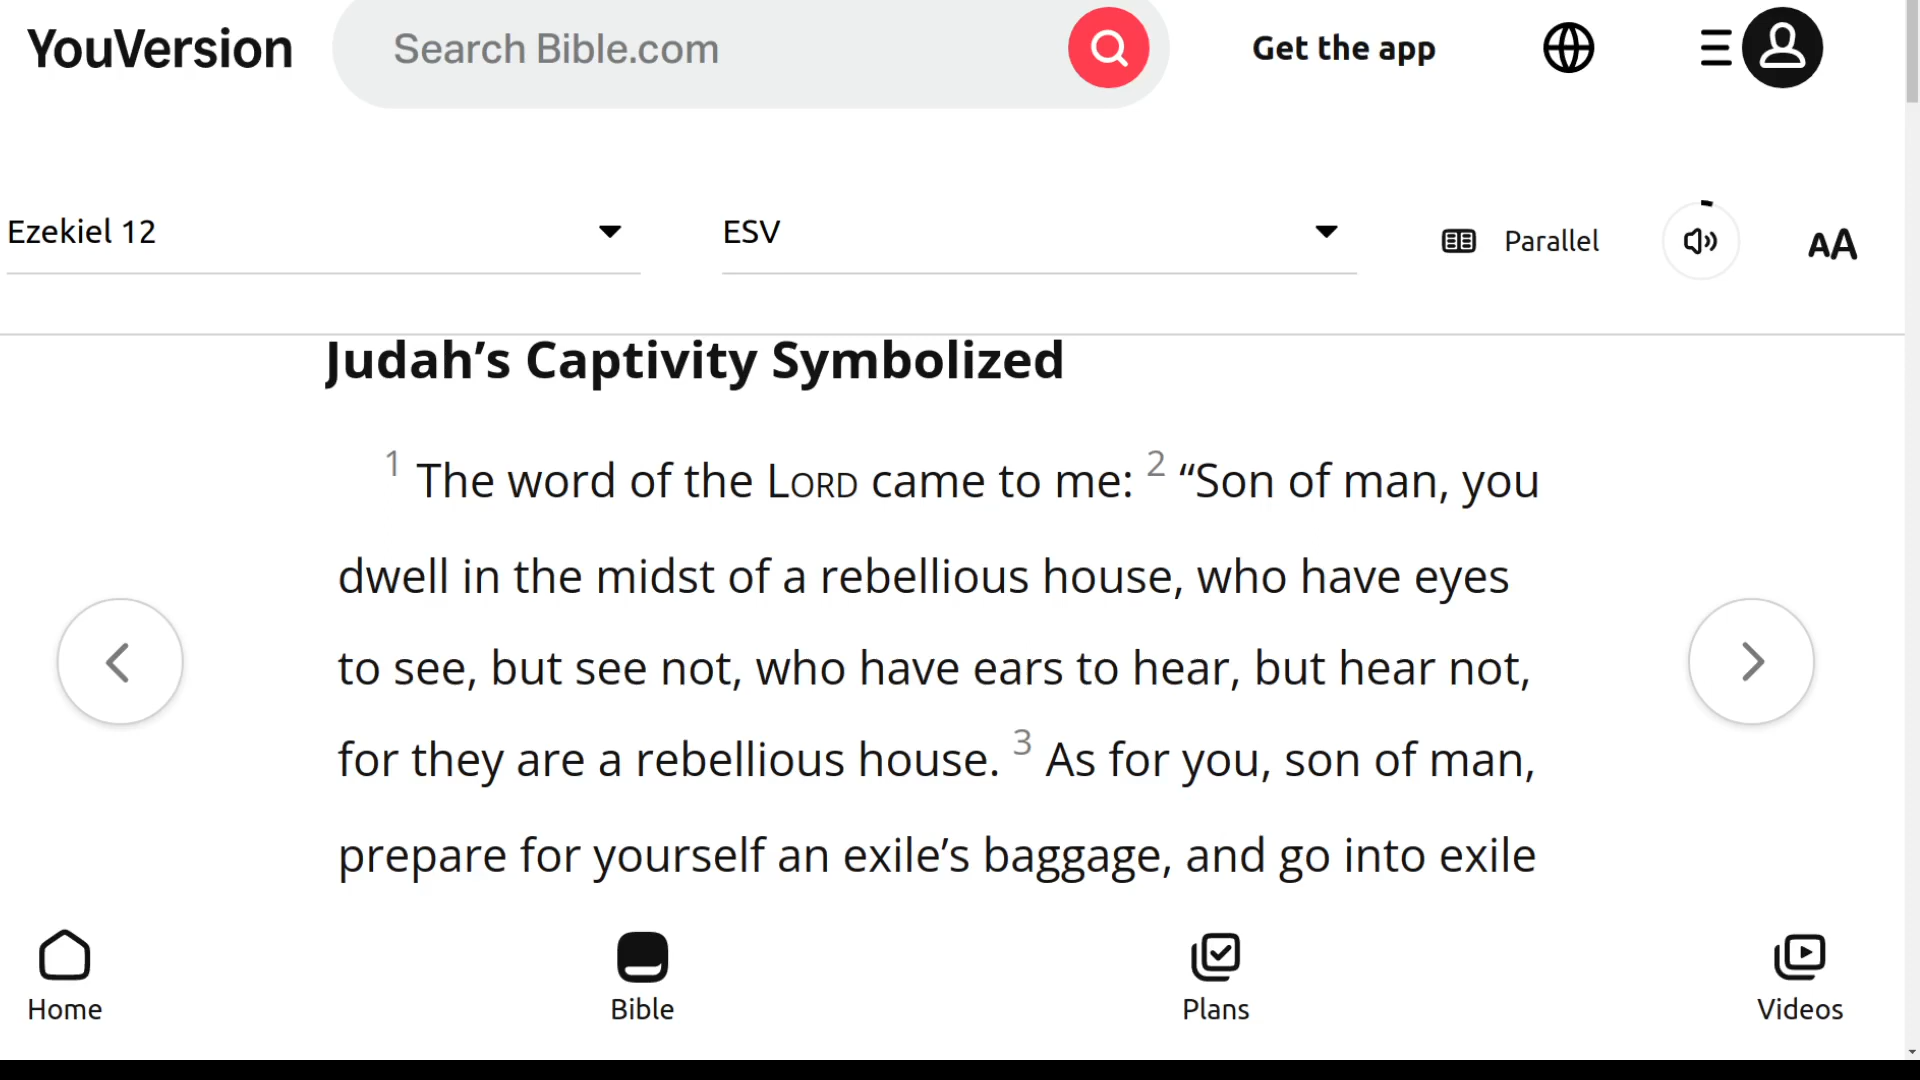 YouVersion
Search Bible.com
Get the app
Ezekiel 12
ESV
Parallel
AA
Judah’s Captivity Symbolized
1 The word of the LORD came to me: 2 “Son of man, you
dwell in the midst of a rebellious house, who have eyes
to see, but see not, who have ears to hear, but hear not,
for they are a rebellious house. 3 As for you, son of man,
prepare for yourself an exile’s baggage, and go into exile
Home
Bible
Plans
Videos